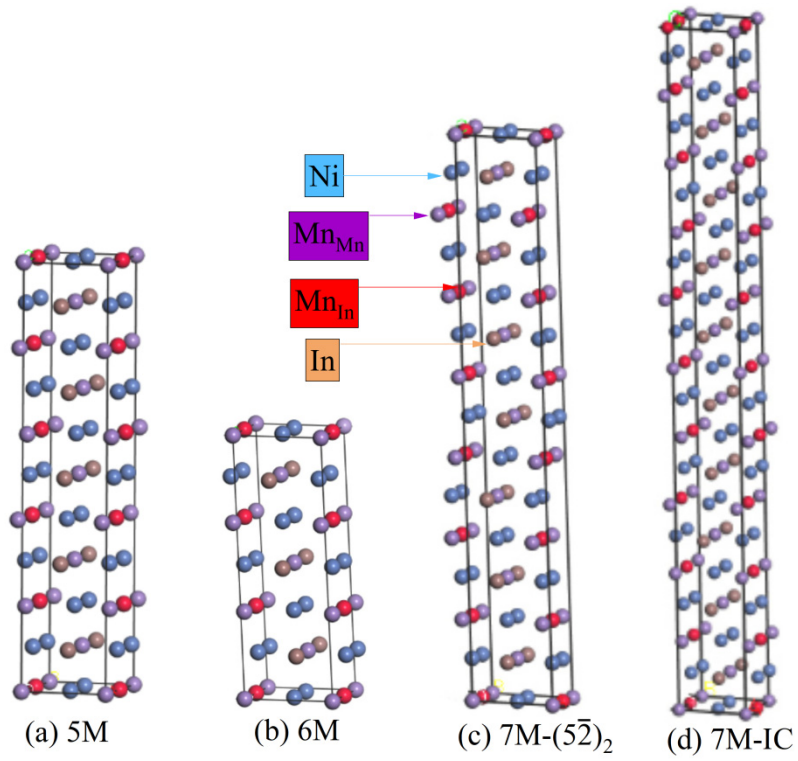 Ni
Mn_Mn
Mn_In
In
(a) 5M
(b) 6M
(c) 7M-(52̄)₂
(d) 7M-IC